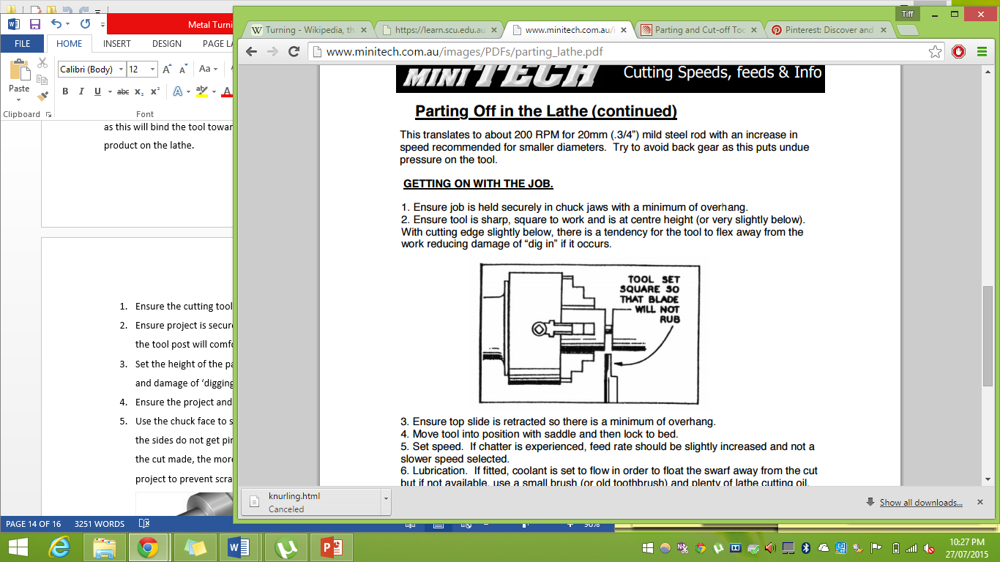 Tiff
Metal Turni
FILE HOME INSERT DESIGN PAGE LA
Calibri (Body) 12
Paste
Clipboard Font
as this will bind the tool towar
product on the lathe.
1. Ensure the cutting tool
2. Ensure project is secur
the tool post will comfo
3. Set the height of the pa
and damage of ‘digging
4. Ensure the project and
5. Use the chuck face to s
the sides do not get pin
the cut made, the more
project to prevent scra
PAGE 14 OF 16 3251 WORDS
90%
Turning - Wikipedia, th
https://learn.scu.edu.au
www.minitech.com.au/i
Parting and Cut-off Too
Pinterest: Discover and
www.minitech.com.au/images/PDFs/parting_lathe.pdf
MINI TECH Cutting Speeds, feeds & Info
Parting Off in the Lathe (continued)
This translates to about 200 RPM for 20mm (.3/4”) mild steel rod with an increase in
speed recommended for smaller diameters. Try to avoid back gear as this puts undue
pressure on the tool.
GETTING ON WITH THE JOB.
1. Ensure job is held securely in chuck jaws with a minimum of overhang.
2. Ensure tool is sharp, square to work and is at centre height (or very slightly below).
With cutting edge slightly below, there is a tendency for the tool to flex away from the
work reducing damage of “dig in” if it occurs.
TOOL SET
SQUARE SO
THAT BLADE
WILL NOT
RUB
3. Ensure top slide is retracted so there is a minimum of overhang.
4. Move tool into position with saddle and then lock to bed.
5. Set speed. If chatter is experienced, feed rate should be slightly increased and not a
slower speed selected.
6. Lubrication. If fitted, coolant is set to flow in order to float the swarf away from the cut
but if not available, use a small brush (or old toothbrush) and plenty of lathe cutting oil.
knurling.html
Canceled
Show all downloads...
10:27 PM
27/07/2015